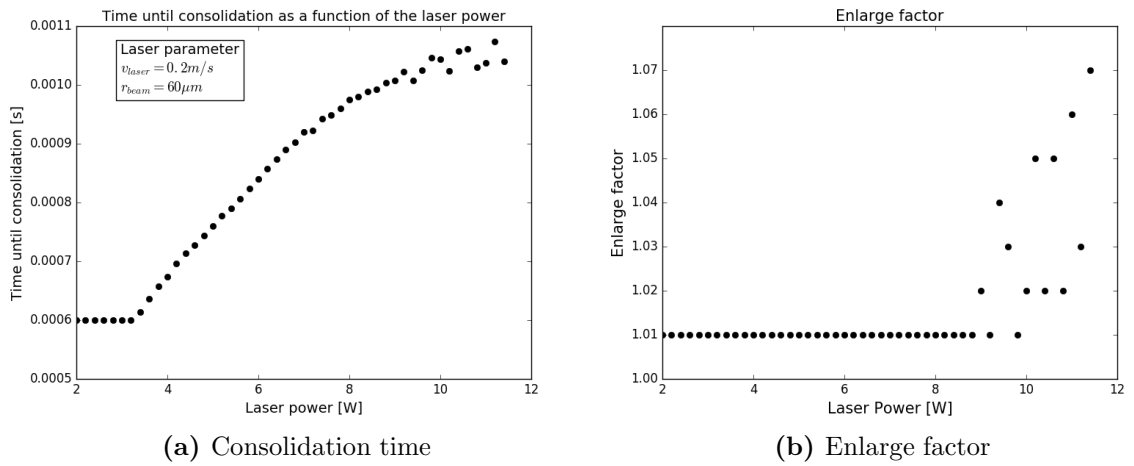 Time until consolidation as a function of the laser power
0.0011
0.0010
0.0009
0.0008
0.0007
0.0006
0.0005
Time until consolidation [s]
Laser parameter
v_laser = 0.2m/s
r_beam = 60μm
2 4 6 8 10 12
Laser power [W]
(a) Consolidation time
Enlarge factor
1.07
1.06
1.05
1.04
1.03
1.02
1.01
1.00
Enlarge factor
2 4 6 8 10 12
Laser Power [W]
(b) Enlarge factor